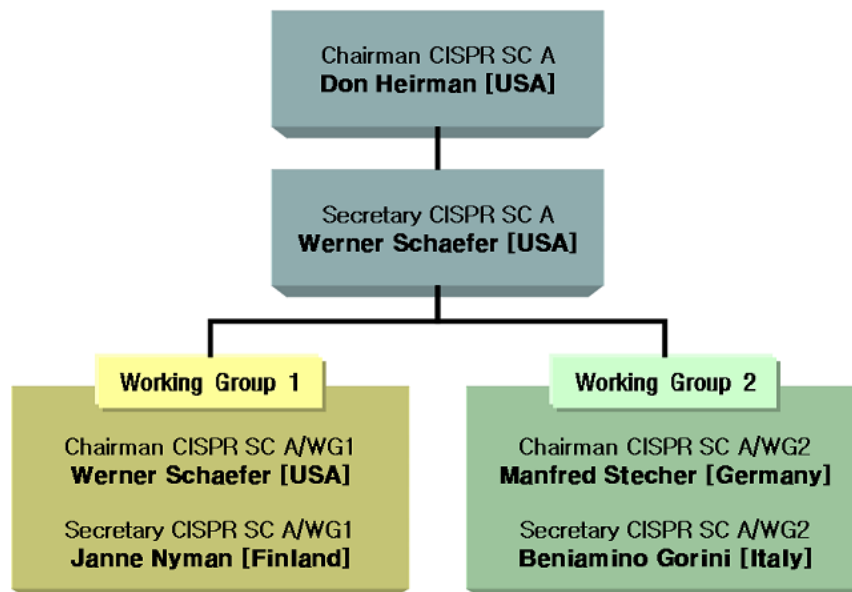 Chairman CISPR SC A
Don Heirman [USA]
Secretary CISPR SC A
Werner Schaefer [USA]
Working Group 1
Chairman CISPR SC A/WG1
Werner Schaefer [USA]
Secretary CISPR SC A/WG1
Janne Nyman [Finland]
Working Group 2
Chairman CISPR SC A/WG2
Manfred Stecher [Germany]
Secretary CISPR SC A/WG2
Beniamino Gorini [Italy]